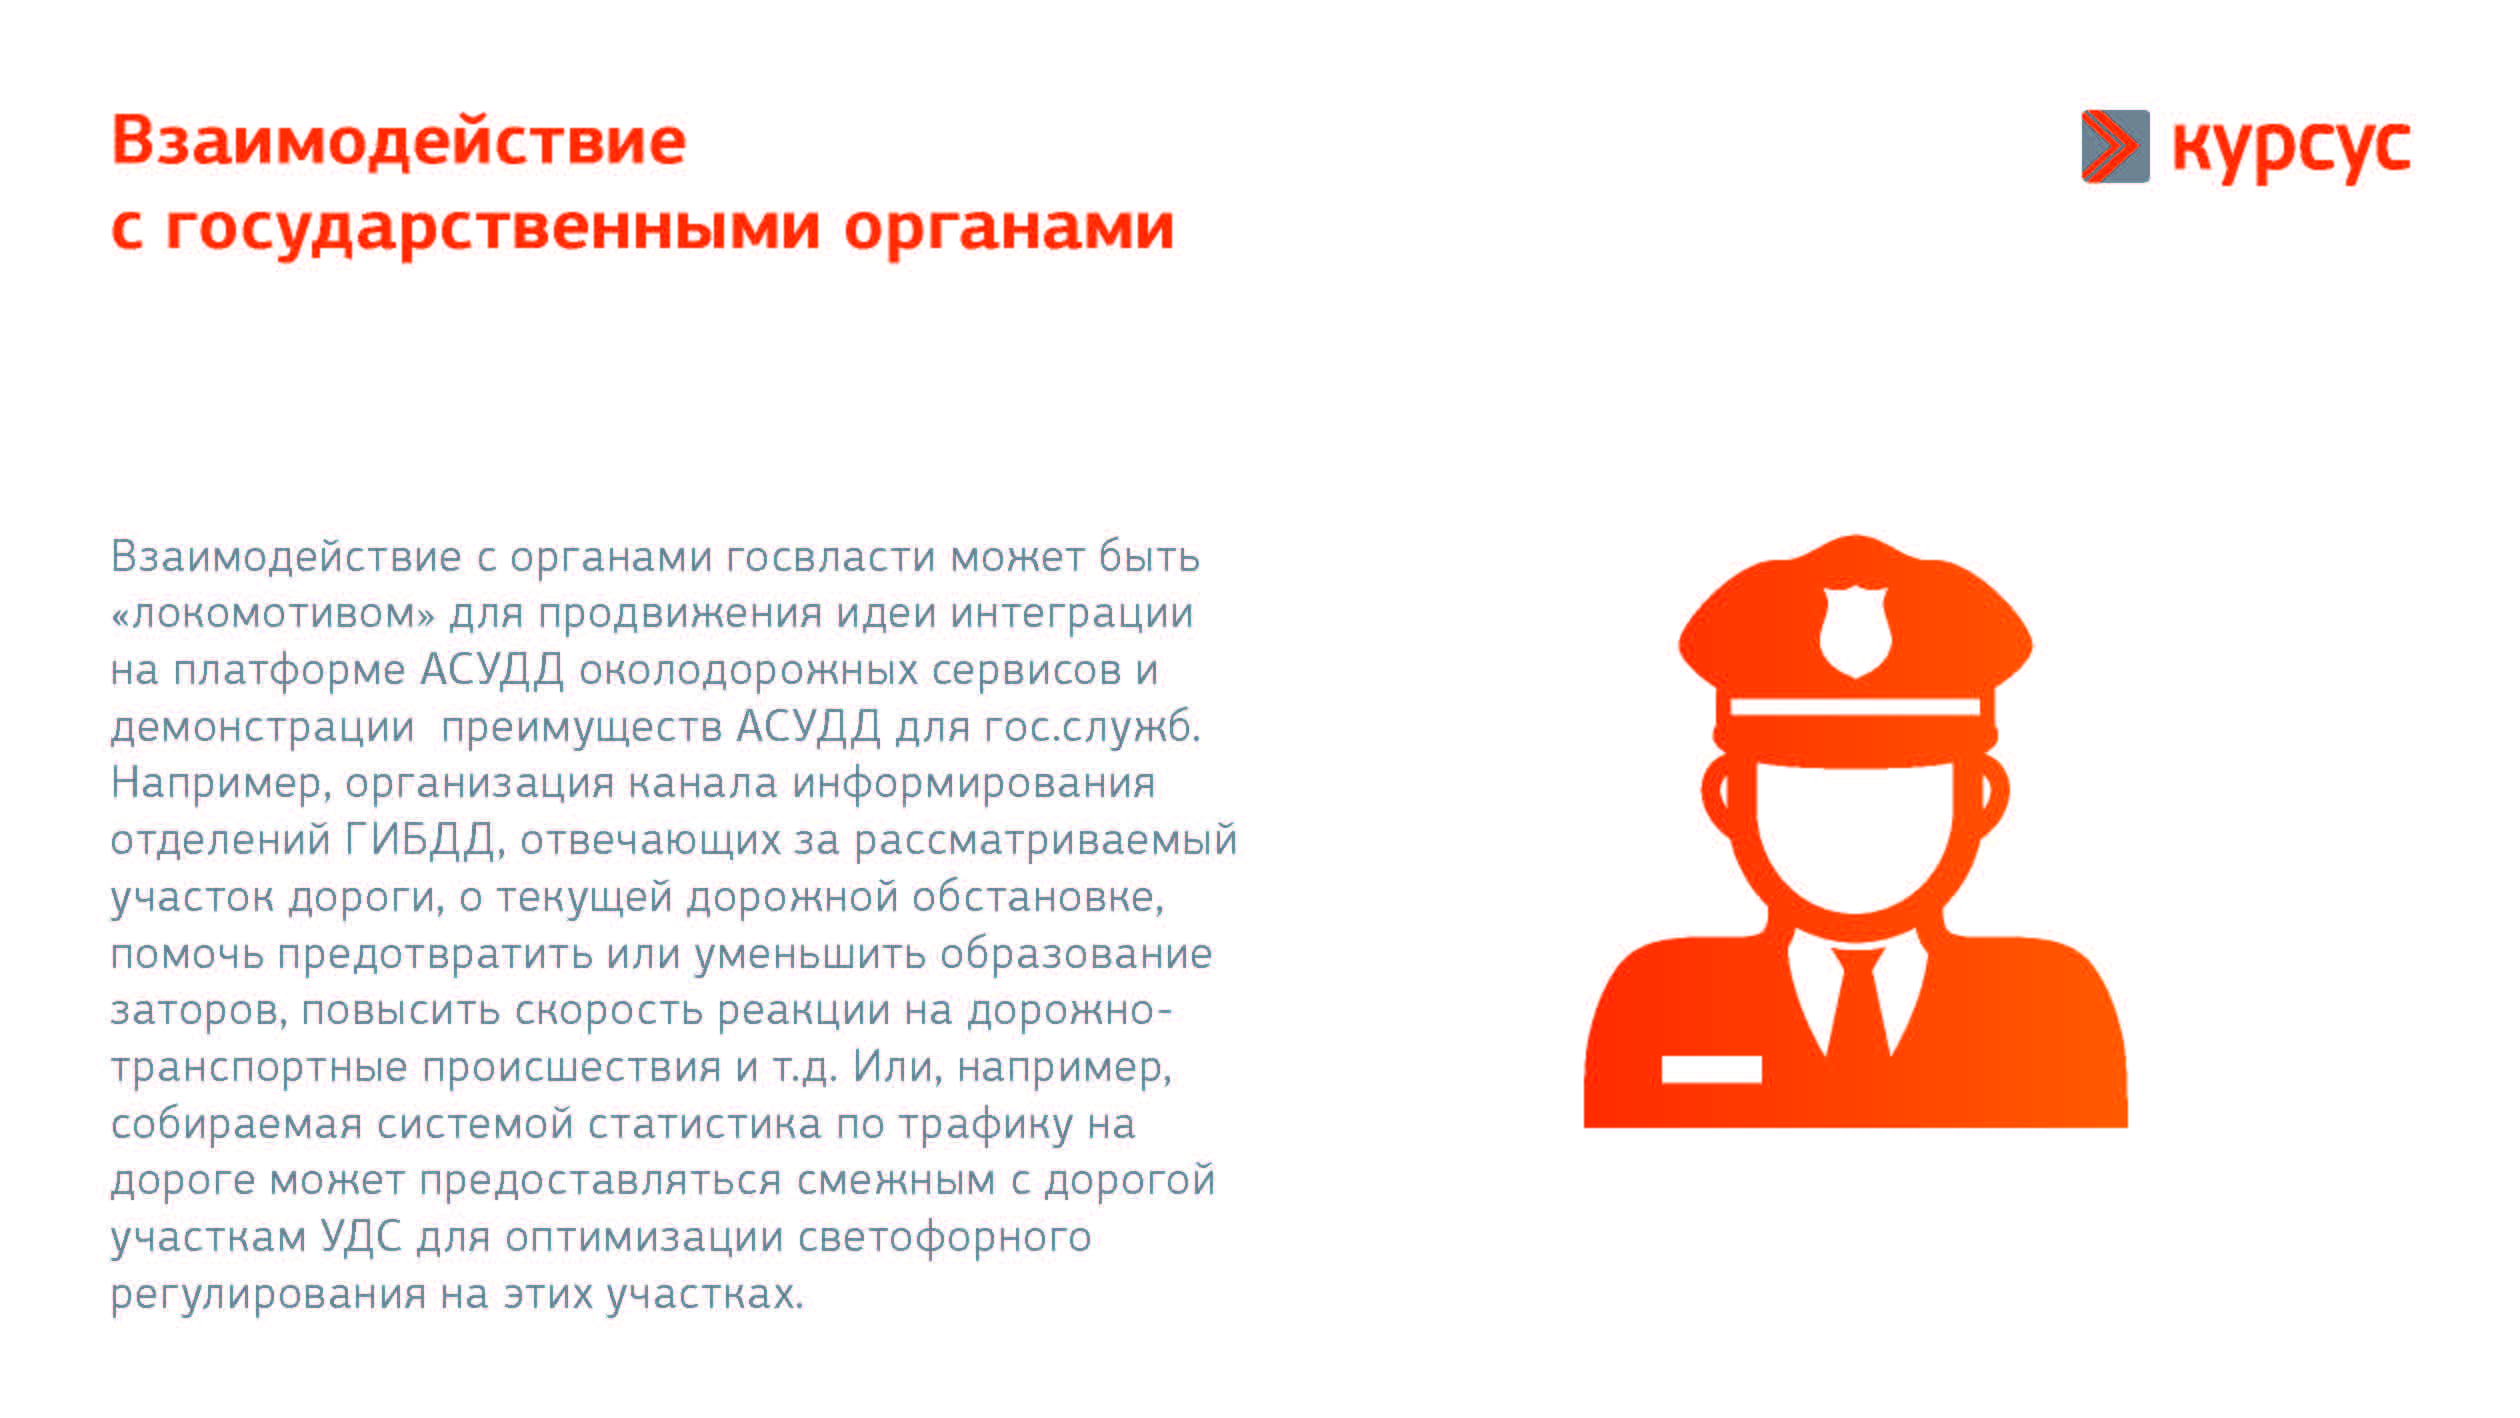 Взаимодействие
с государственными органами
курсус
Взаимодействие с органами госвласти может быть
«локомотивом» для продвижения идеи интеграции
на платформе АСУДД околодорожных сервисов и
демонстрации  преимуществ АСУДД для гос.служб.
Например, организация канала информирования
отделений ГИБДД, отвечающих за рассматриваемый
участок дороги, о текущей дорожной обстановке,
помочь предотвратить или уменьшить образование
заторов, повысить скорость реакции на дорожно-
транспортные происшествия и т.д. Или, например,
собираемая системой статистика по трафику на
дороге может предоставляться смежным с дорогой
участкам УДС для оптимизации светофорного
регулирования на этих участках.